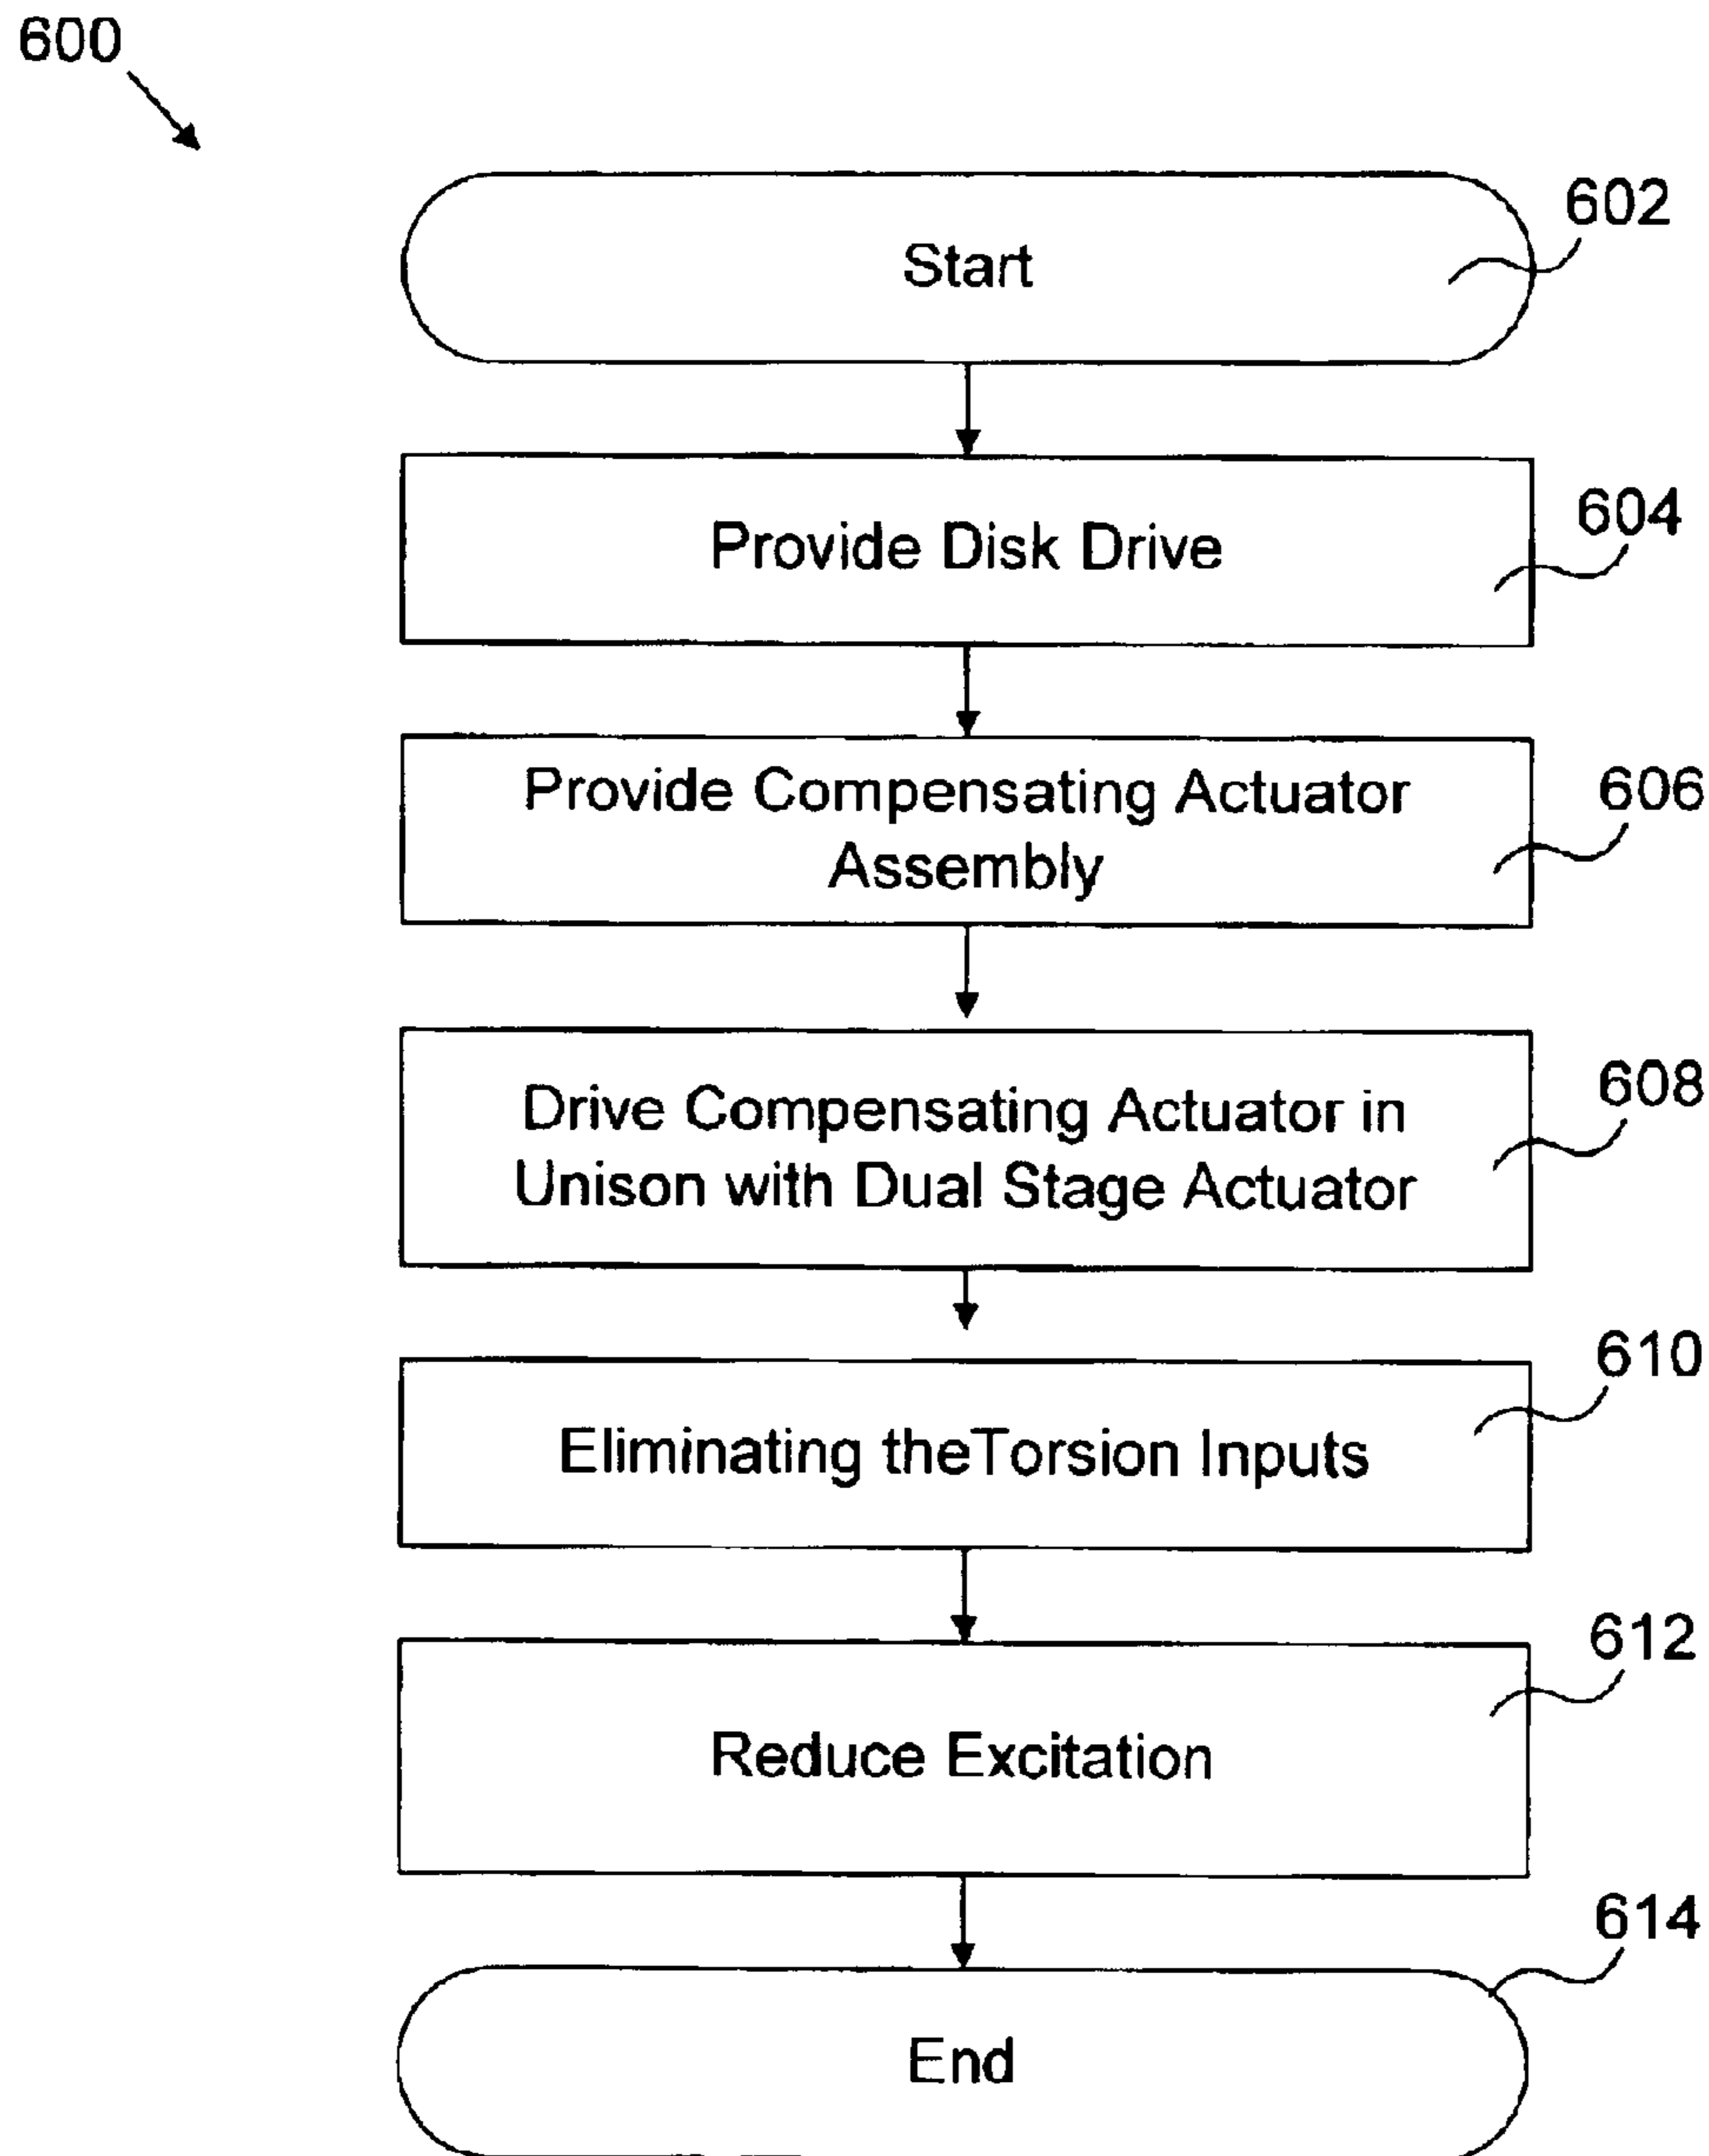 600
602
Start
604
Provide Disk Drive
606
Provide Compensating Actuator
Assembly
608
Drive Compensating Actuator in
Unison with Dual Stage Actuator
610
Eliminating theTorsion Inputs
612
Reduce Excitation
614
End